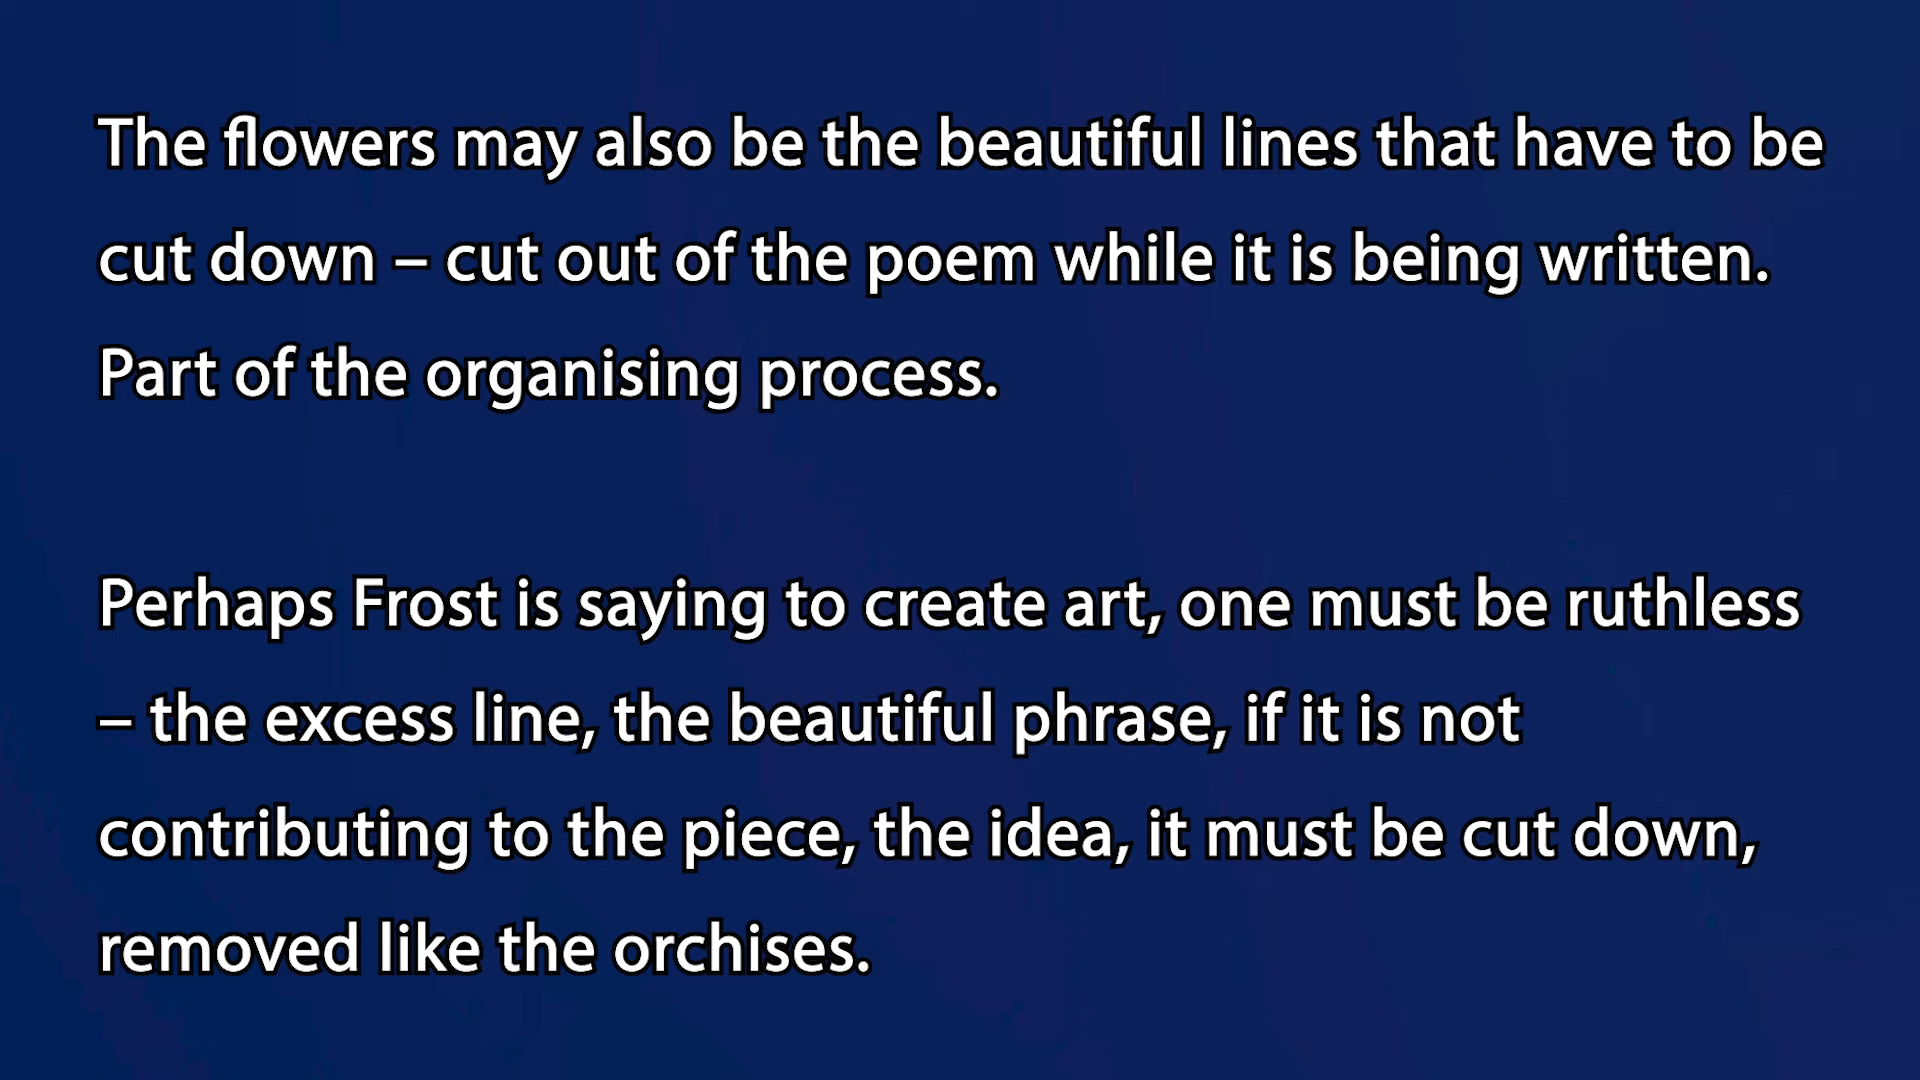 The flowers may also be the beautiful lines that have to be
cut down – cut out of the poem while it is being written.
Part of the organising process.
Perhaps Frost is saying to create art, one must be ruthless
– the excess line, the beautiful phrase, if it is not
contributing to the piece, the idea, it must be cut down,
removed like the orchises.